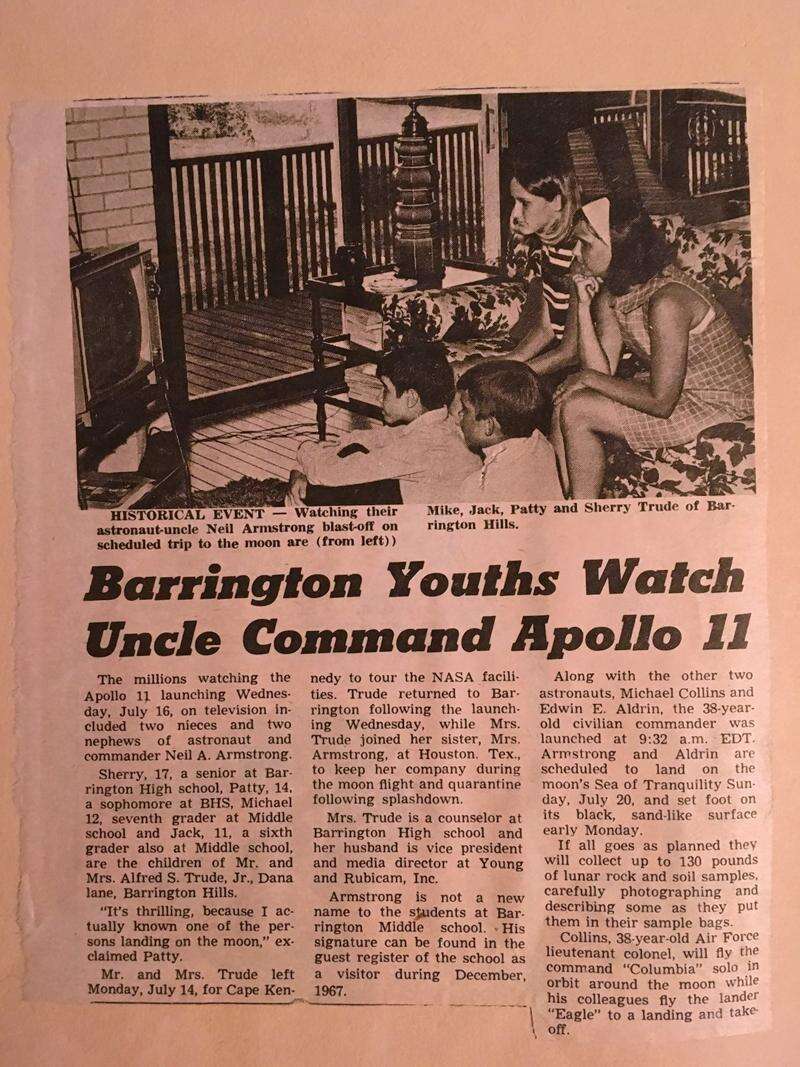 HISTORICAL EVENT — Watching their
astronaut-uncle Neil Armstrong blast-off on
scheduled trip to the moon are (from left))
Mike, Jack, Patty and Sherry Trude of Bar-
rington Hills.
Barrington Youths Watch
Uncle Command Apollo 11
The millions watching the
Apollo 11 launching Wednes-
day, July 16, on television in-
cluded two nieces and two
nephews of astronaut and
commander Neil A. Armstrong.
Sherry, 17, a senior at Bar-
rington High school, Patty, 14,
a sophomore at BHS, Michael
12, seventh grader at Middle
school and Jack, 11, a sixth
grader also at Middle school,
are the children of Mr. and
Mrs. Alfred S. Trude, Jr., Dana
lane, Barrington Hills.
"It's thrilling, because I ac-
tually known one of the per-
sons landing on the moon," ex-
claimed Patty.
Mr. and Mrs. Trude left
Monday, July 14, for Cape Ken-
nedy to tour the NASA facili-
ties. Trude returned to Bar-
rington following the launch-
ing Wednesday, while Mrs.
Trude joined her sister, Mrs.
Armstrong, at Houston, Tex.,
to keep her company during
the moon flight and quarantine
following splashdown.
Mrs. Trude is a counselor at
Barrington High school and
her husband is vice president
and media director at Young
and Rubicam, Inc.
Armstrong is not a new
name to the students at Bar-
rington Middle school. His
signature can be found in the
guest register of the school as
a visitor during December,
1967.
Along with the other two
astronauts, Michael Collins and
Edwin E. Aldrin, the 38-year-
old civilian commander was
launched at 9:32 a.m. EDT.
Armstrong and Aldrin are
scheduled to land on the
moon's Sea of Tranquility Sun-
day, July 20, and set foot on
its black, sand-like surface
early Monday.
If all goes as planned they
will collect up to 130 pounds
of lunar rock and soil samples,
carefully photographing and
describing some as they put
them in their sample bags.
Collins, 38-year-old Air Force
lieutenant colonel, will fly the
command "Columbia" solo in
orbit around the moon while
his colleagues fly the lander
"Eagle" to a landing and take-
off.